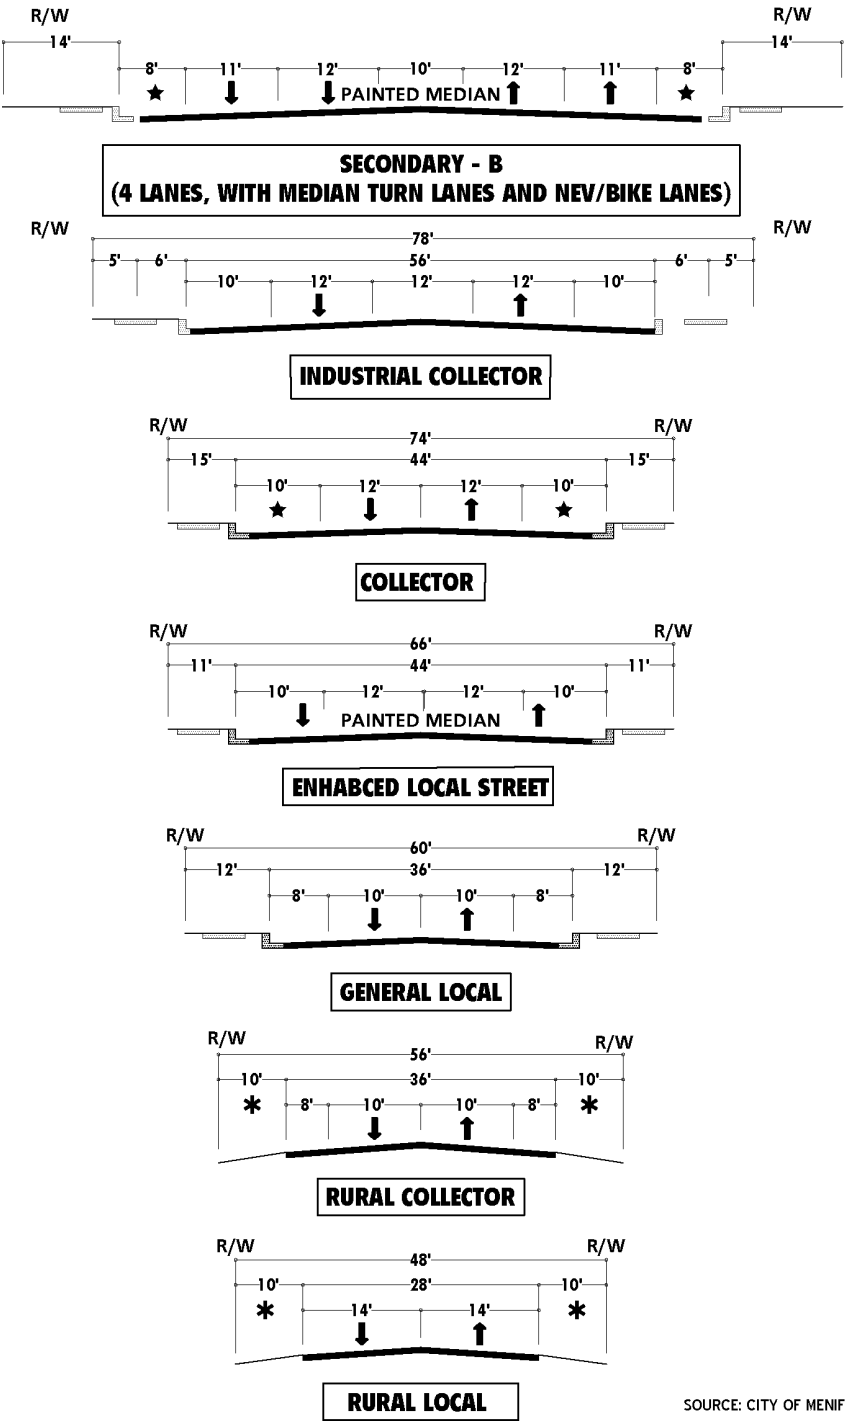 R/W R/W
14' 14'
8' 11' 12' 10' 12' 11' 8'
PAINTED MEDIAN
SECONDARY - B
(4 LANES, WITH MEDIAN TURN LANES AND NEV/BIKE LANES)
R/W R/W
78'
5' 6' 56' 6' 5'
10' 12' 12' 12' 10'
INDUSTRIAL COLLECTOR
R/W R/W
74'
15' 44' 15'
10' 12' 12' 10'
COLLECTOR
R/W R/W
66'
11' 44' 11'
10' 12' 12' 10'
PAINTED MEDIAN
ENHABCED LOCAL STREET
R/W R/W
60'
12' 36' 12'
8' 10' 10' 8'
GENERAL LOCAL
R/W R/W
56'
10' 36' 10'
8' 10' 10' 8'
RURAL COLLECTOR
R/W R/W
48'
10' 28' 10'
14' 14'
RURAL LOCAL
SOURCE: CITY OF MENIF